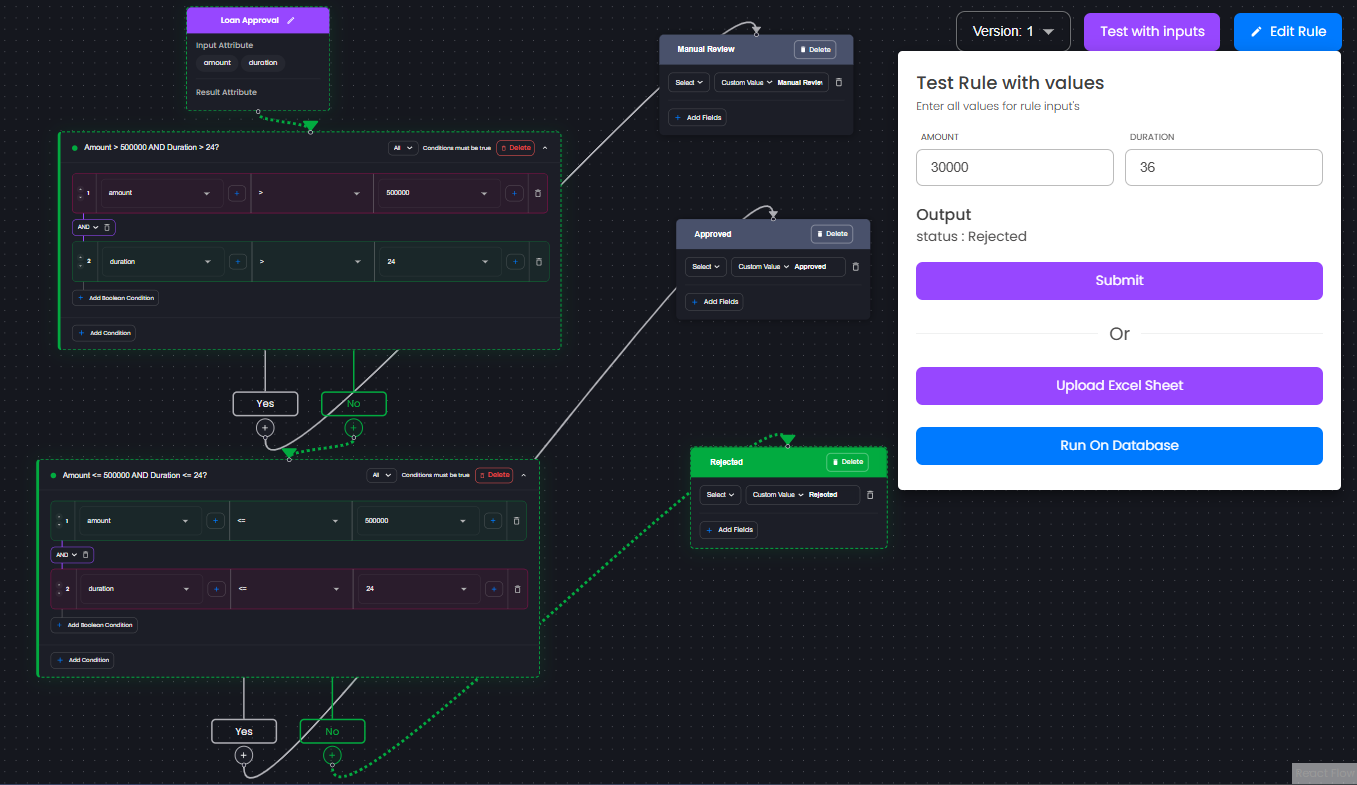 Loan Approval
Input Attribute
amount duration
Result Attribute
Amount > 500000 AND Duration > 24?
All Conditions must be true Delete
1 amount + > 500000 +
AND
2 duration + > 24 +
+ Add Boolean Condition
+ Add Condition
Yes No
+ +
Amount <= 500000 AND Duration <= 24?
All Conditions must be true Delete
1 amount + <= 500000 +
AND
2 duration + <= 24 +
+ Add Boolean Condition
+ Add Condition
Yes No
+ +
Manual Review Delete
Select Custom Value Manual Review
+ Add Fields
Approved Delete
Select Custom Value Approved
+ Add Fields
Rejected Delete
Select Custom Value Rejected
+ Add Fields
Version: 1 Test with inputs Edit Rule
Test Rule with values
Enter all values for rule input's
AMOUNT DURATION
30000 36
Output
status : Rejected
Submit
Or
Upload Excel Sheet
Run On Database
React Flow